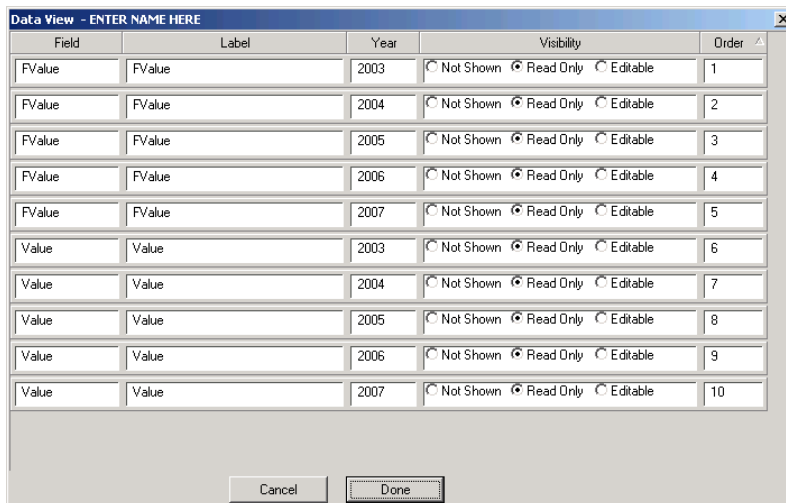 Data View - ENTER NAME HERE
Field Label Year Visibility Order
FValue FValue 2003 Not Shown Read Only Editable 1
FValue FValue 2004 Not Shown Read Only Editable 2
FValue FValue 2005 Not Shown Read Only Editable 3
FValue FValue 2006 Not Shown Read Only Editable 4
FValue FValue 2007 Not Shown Read Only Editable 5
Value Value 2003 Not Shown Read Only Editable 6
Value Value 2004 Not Shown Read Only Editable 7
Value Value 2005 Not Shown Read Only Editable 8
Value Value 2006 Not Shown Read Only Editable 9
Value Value 2007 Not Shown Read Only Editable 10
Cancel Done